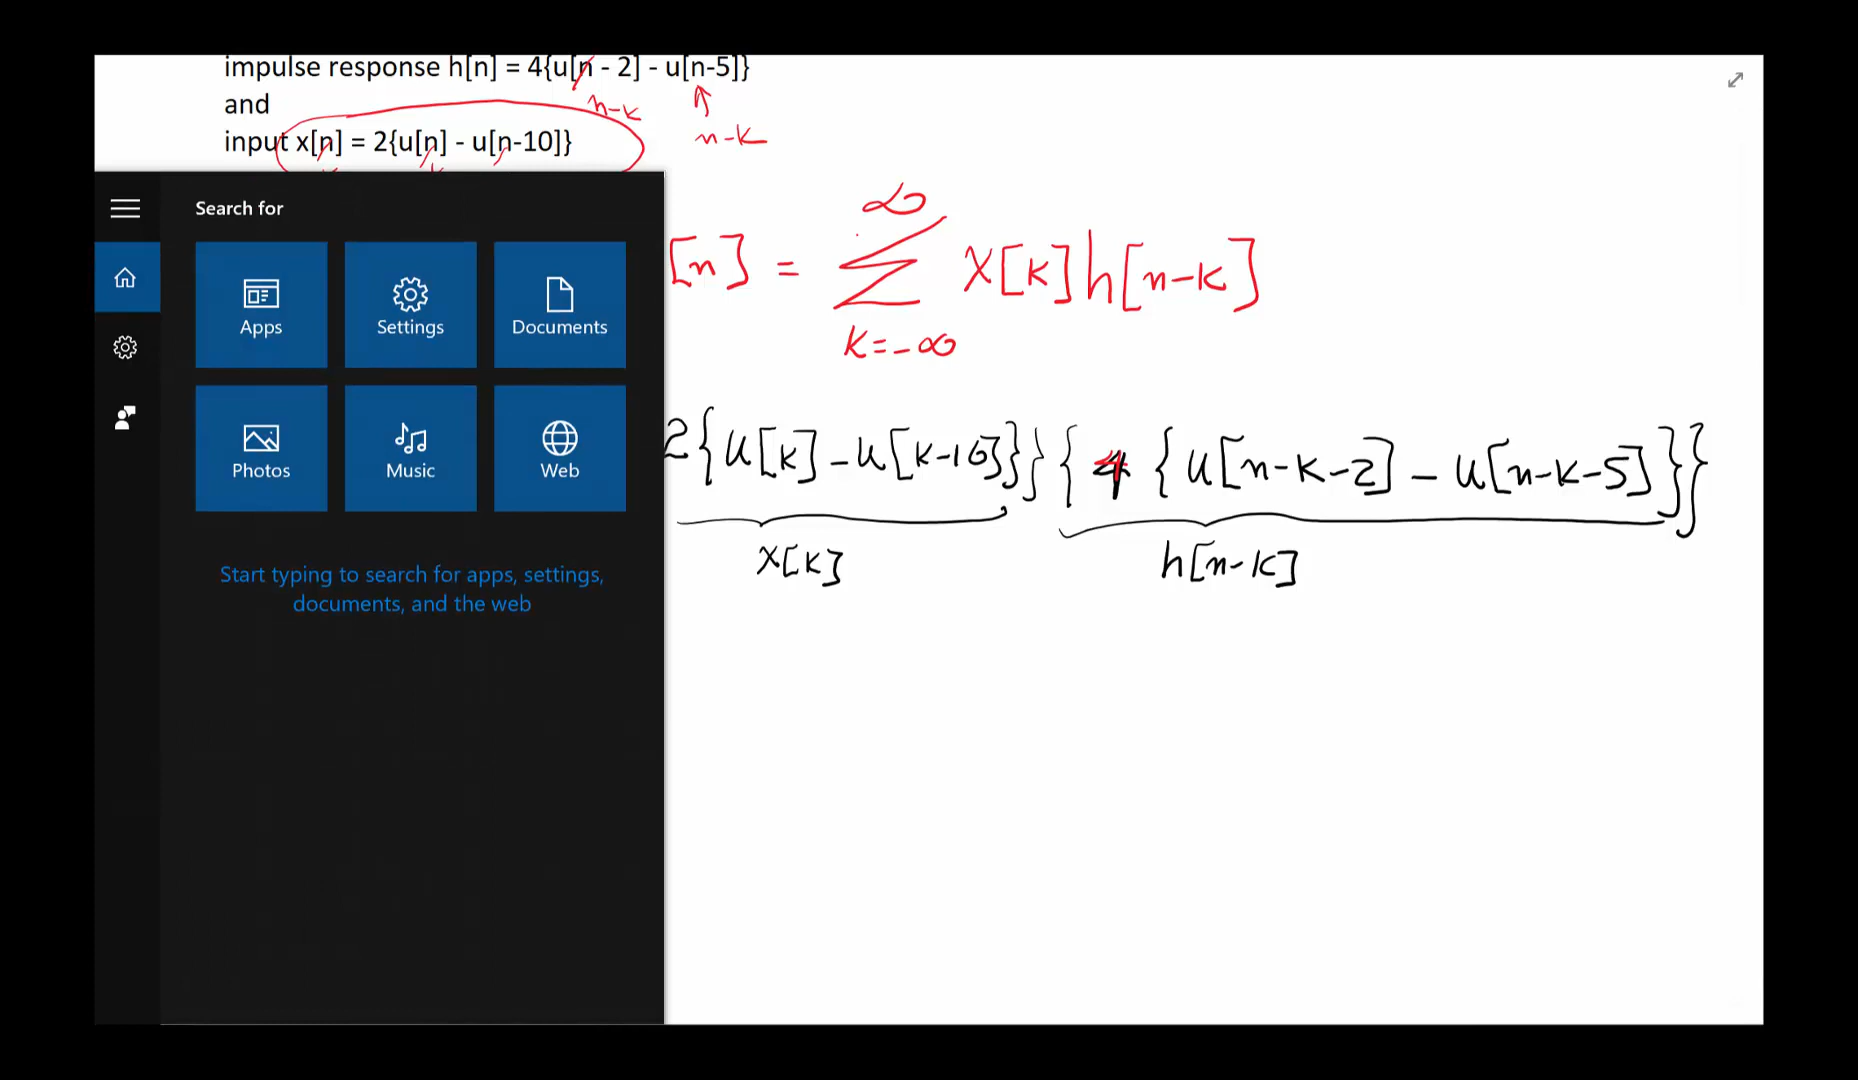 impulse response h[n] = 4{u[n - 2] - u[n-5]}
n-k
and
n-k
input x[n] = 2{u[n] - u[n-10]}
Search for
Apps
Settings
Documents
Photos
Music
Web
Start typing to search for apps, settings,
documents, and the web
[n] = ∑ x[k]h[n-k]
∞
k=-∞
2{u[k]-u[k-10]}}{4{u[n-k-2]-u[n-k-5]}}
x[k]
h[n-k]